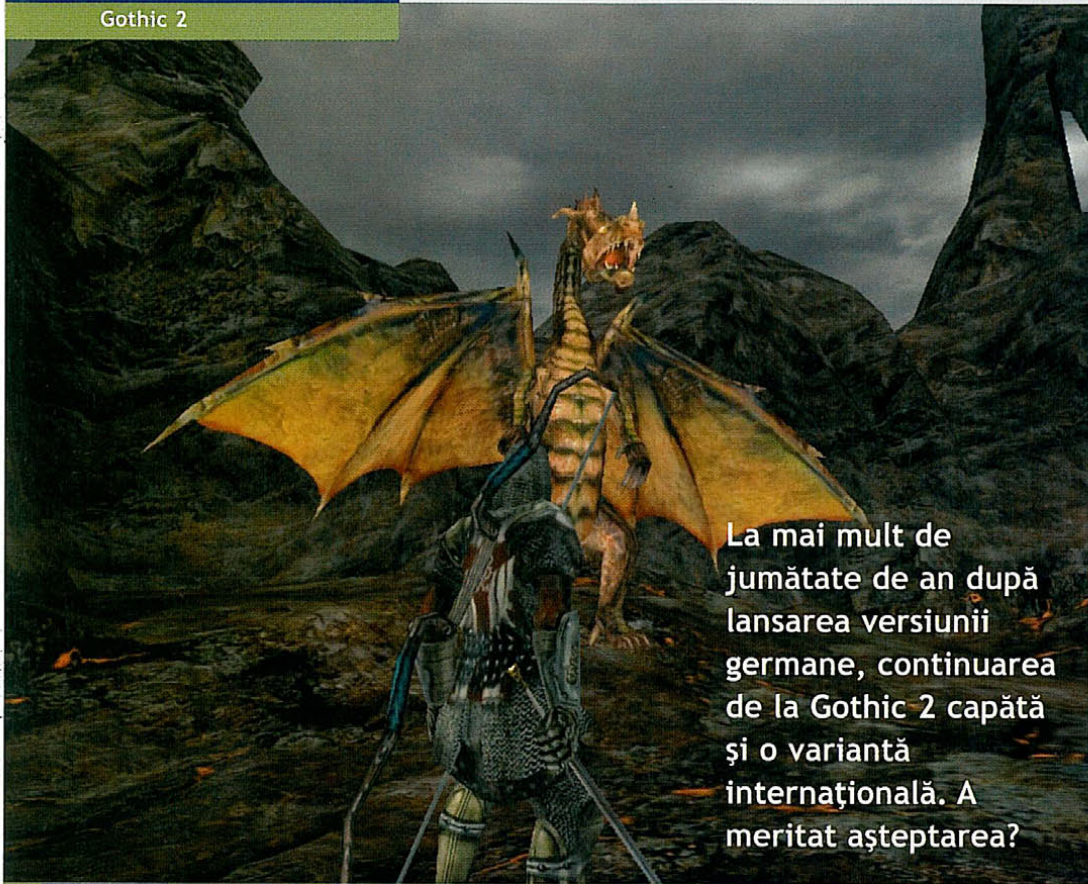 Gothic 2
La mai mult de
jumătate de an după
lansarea versiunii
germane, continuarea
de la Gothic 2 capătă
şi o variantă
internaţională. A
meritat aşteptarea?